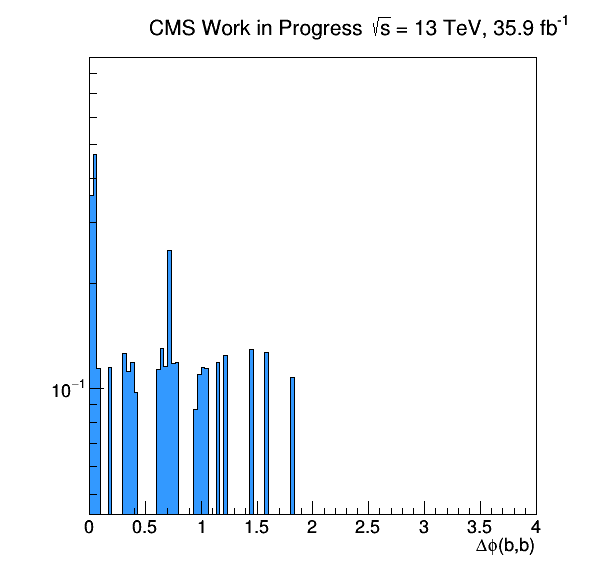 CMS Work in Progress √s = 13 TeV, 35.9 fb⁻¹
10⁻¹
0 0.5 1 1.5 2 2.5 3 3.5 4
Δϕ(b,b)